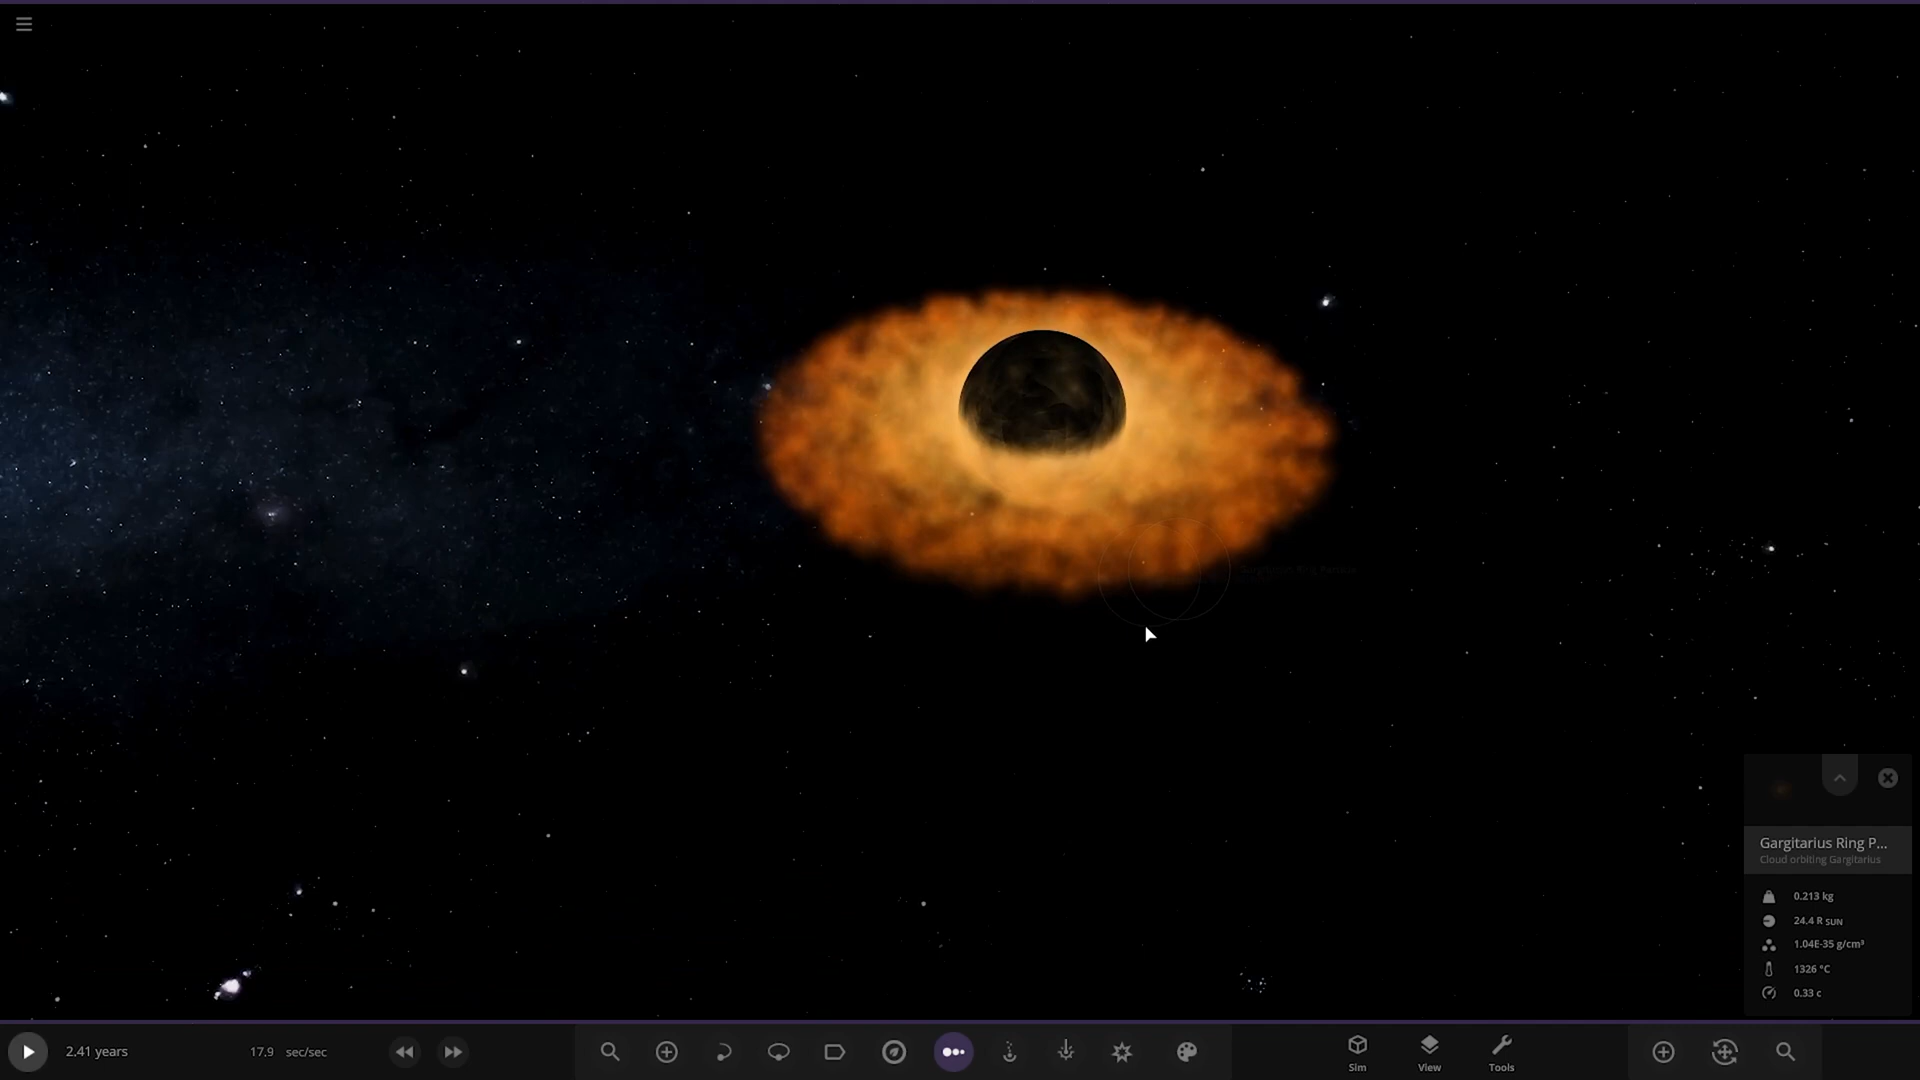 Gargitarius Ring P...
Cloud orbiting Gargitarius
0.213 kg
24.4 R SUN
1.04E-35 g/cm³
1326 °C
0.33 c
2.41 years
17.9 sec/sec
Sim
View
Tools